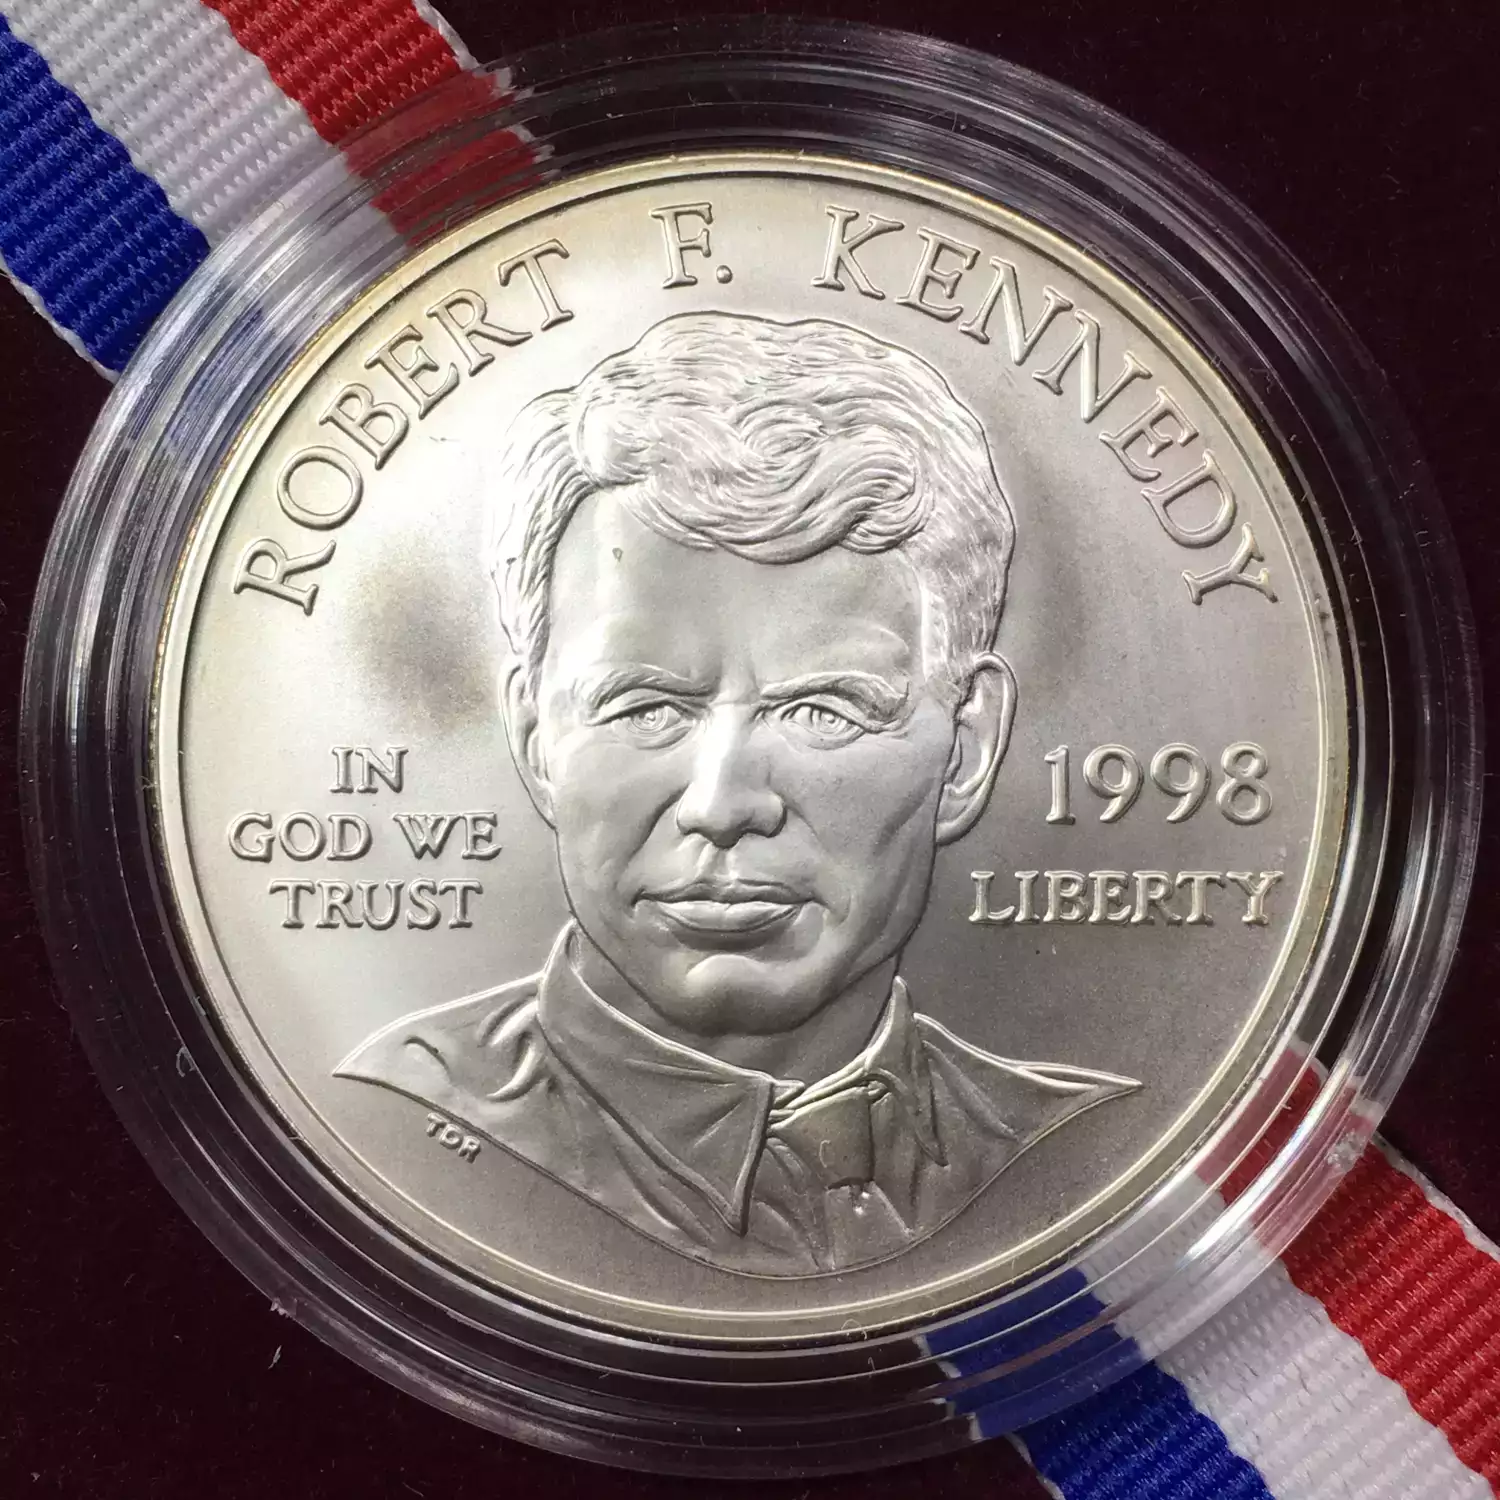 ROBERT F. KENNEDY
IN
GOD WE
TRUST
1998
LIBERTY
TDR